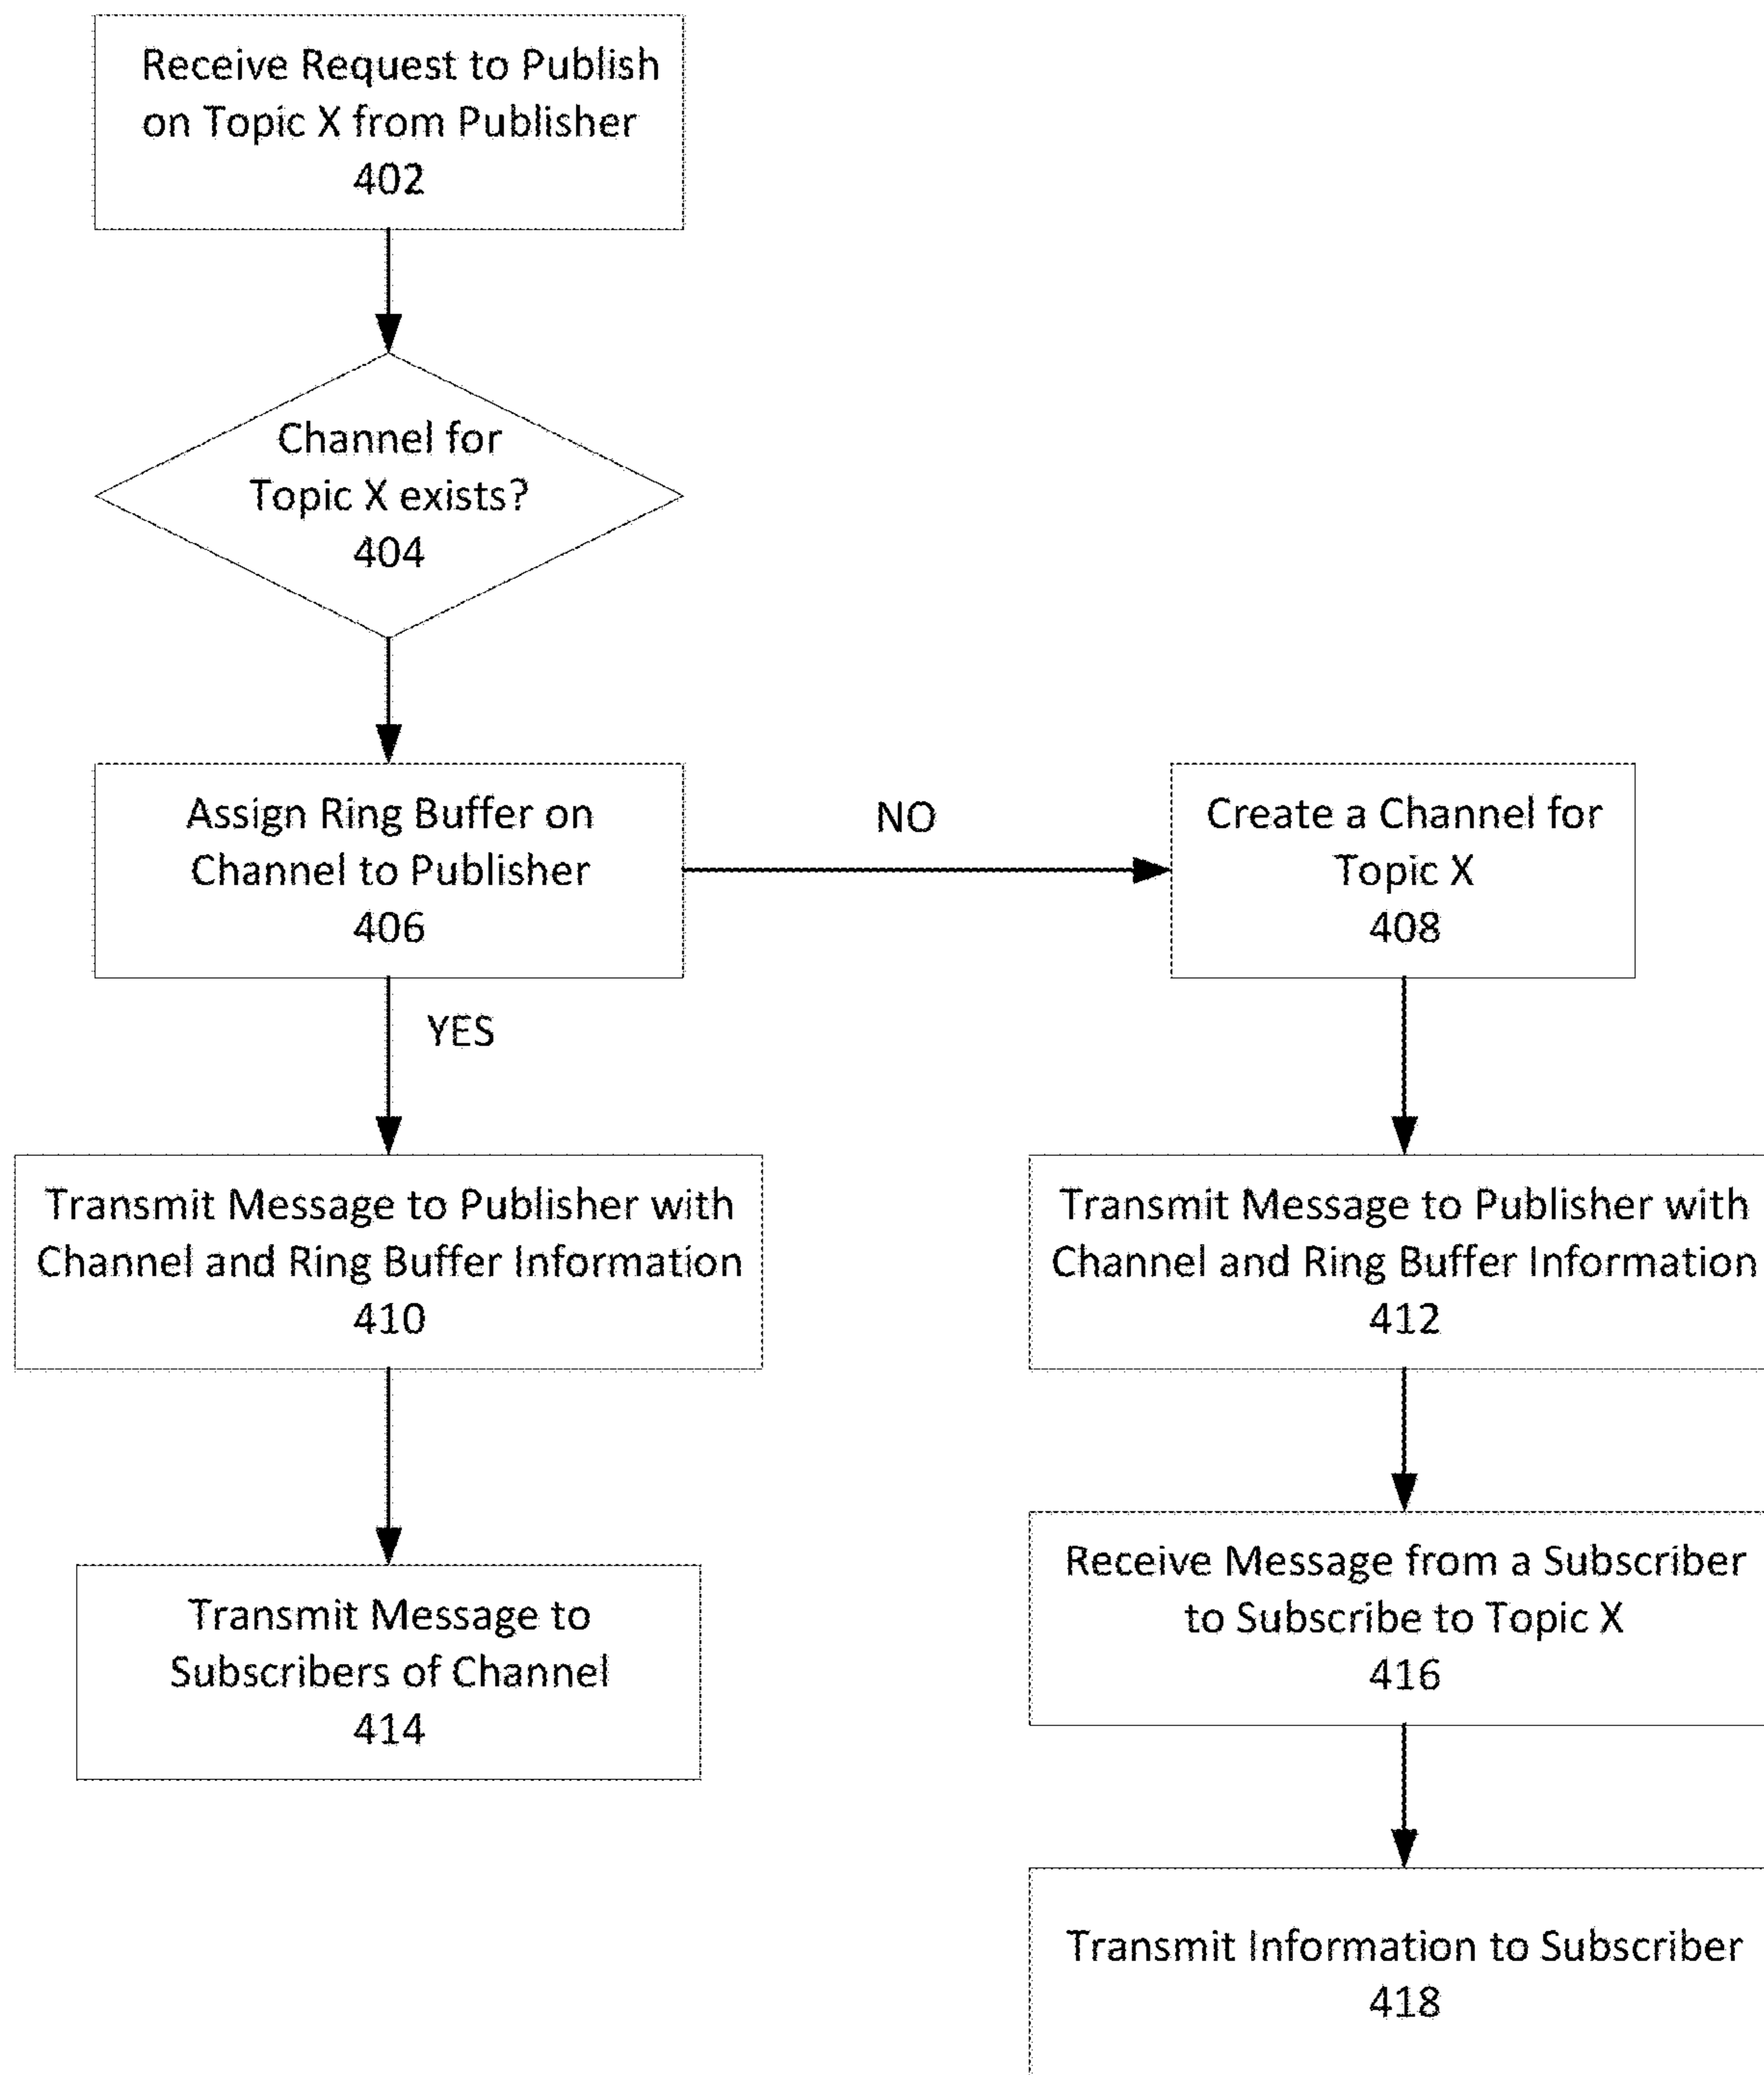 Receive Request to Publish
on Topic X from Publisher
402
Channel for
Topic X exists?
404
Assign Ring Buffer on
Channel to Publisher
406
NO
Create a Channel for
Topic X
408
YES
Transmit Message to Publisher with
Channel and Ring Buffer Information
410
Transmit Message to Publisher with
Channel and Ring Buffer Information
412
Transmit Message to
Subscribers of Channel
414
Receive Message from a Subscriber
to Subscribe to Topic X
416
Transmit Information to Subscriber
418